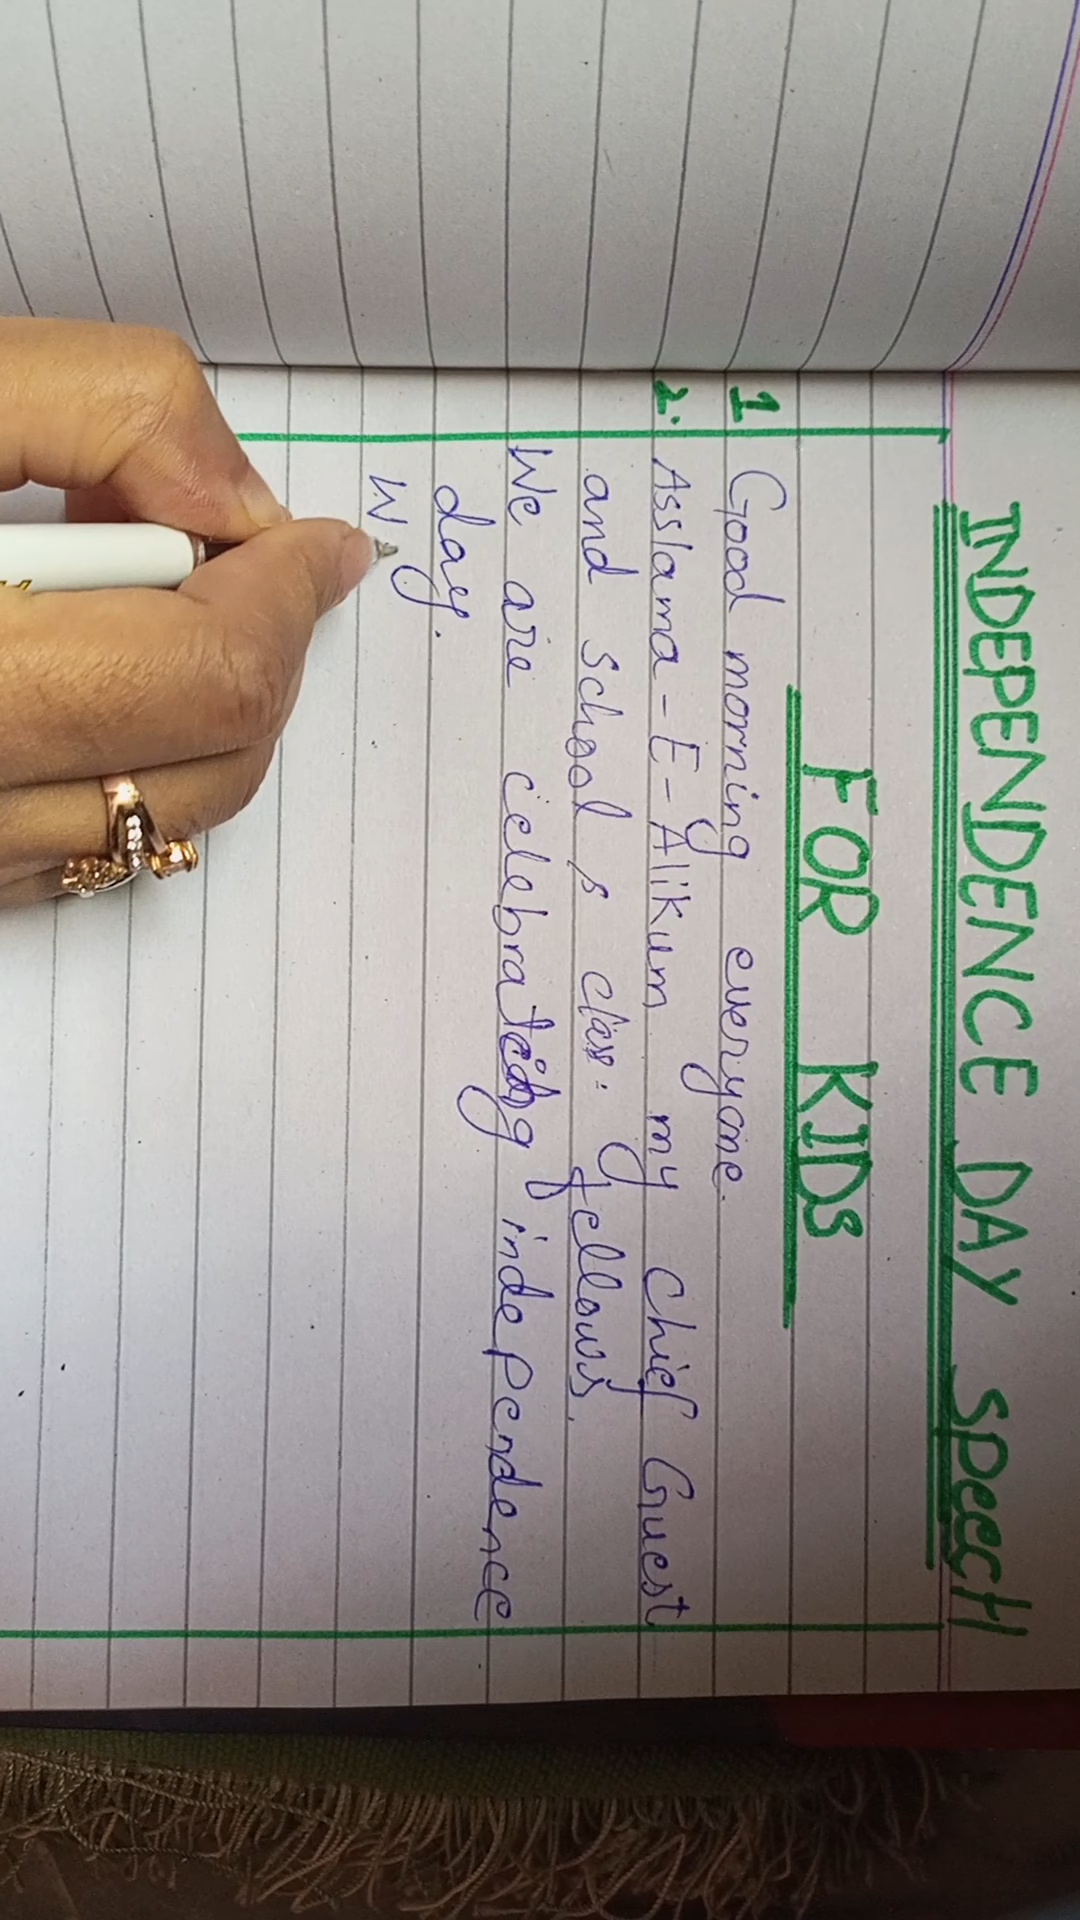 INDEPENDENCE DAY SPEECH
FOR KIDS
1 Good morning everyone.
2. Asslama-E-Alikum my Chief Guest
and School & class: fellows.
We are celebrating independence
day.
W